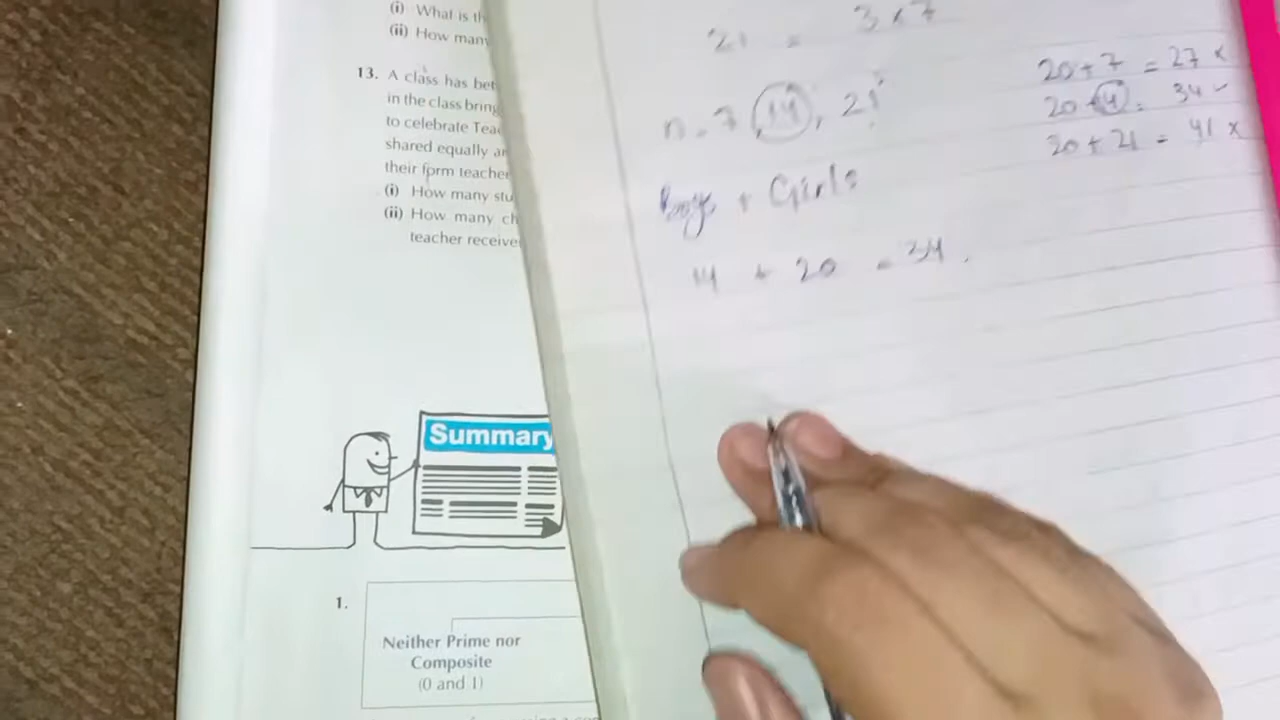 (i) What is th
(ii) How many
13. A class has bet
in the class bring
to celebrate Tea
shared equally ar
their form teacher
(i) How many stu
(ii) How many ch
teacher receive
Summary
1.
Neither Prime nor
Composite
(0 and 1)
21 = 3 x 7
n = 7, 14, 21
Boys + Girls
14 + 20 = 34.
20 + 7 = 27 x
20 + 14 = 34 ✓
20 + 21 = 41 x